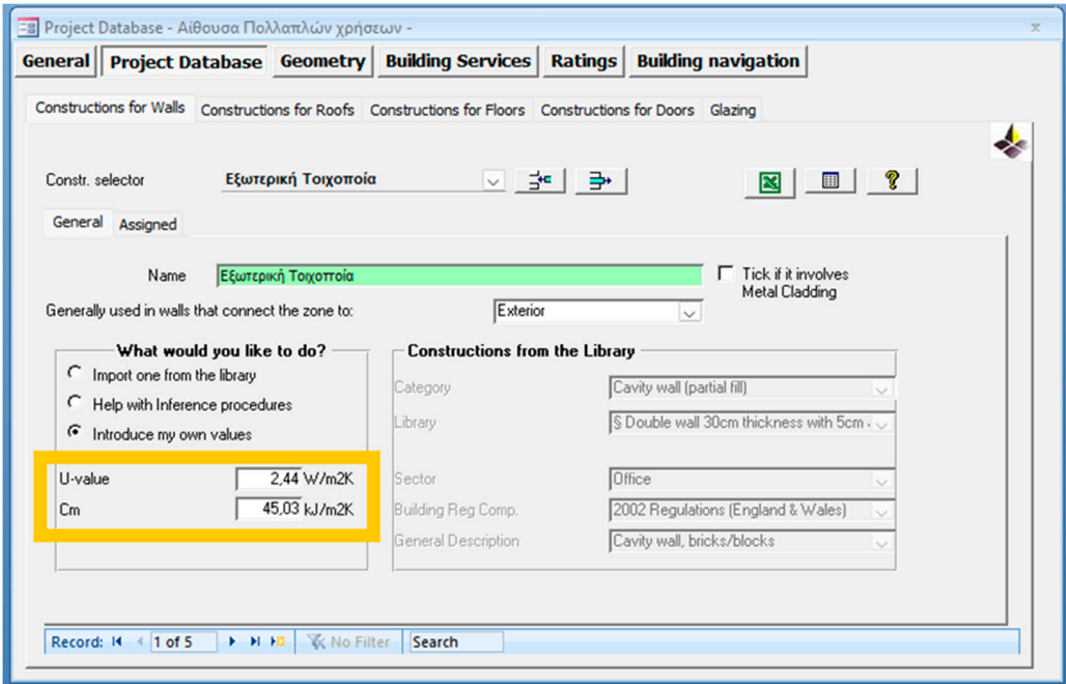 Project Database - Αίθουσα Πολλαπλών χρήσεων -
General Project Database Geometry Building Services Ratings Building navigation
Constructions for Walls Constructions for Roofs Constructions for Floors Constructions for Doors Glazing
Constr. selector Εξωτερική Τοιχοποία
General Assigned
Name Εξωτερική Τοιχοποία Tick if it involves
Metal Cladding
Generally used in walls that connect the zone to: Exterior
What would you like to do? Constructions from the Library
Import one from the library
Category Cavity wall (partial fill)
Help with Inference procedures
Library § Double wall 30cm thickness with 5cm
Introduce my own values
U-value 2,44 W/m2K Sector Office
Cm 45,03 kJ/m2K Building Reg Comp. 2002 Regulations (England & Wales)
General Description Cavity wall, bricks/blocks
Record: 1 of 5 No Filter Search